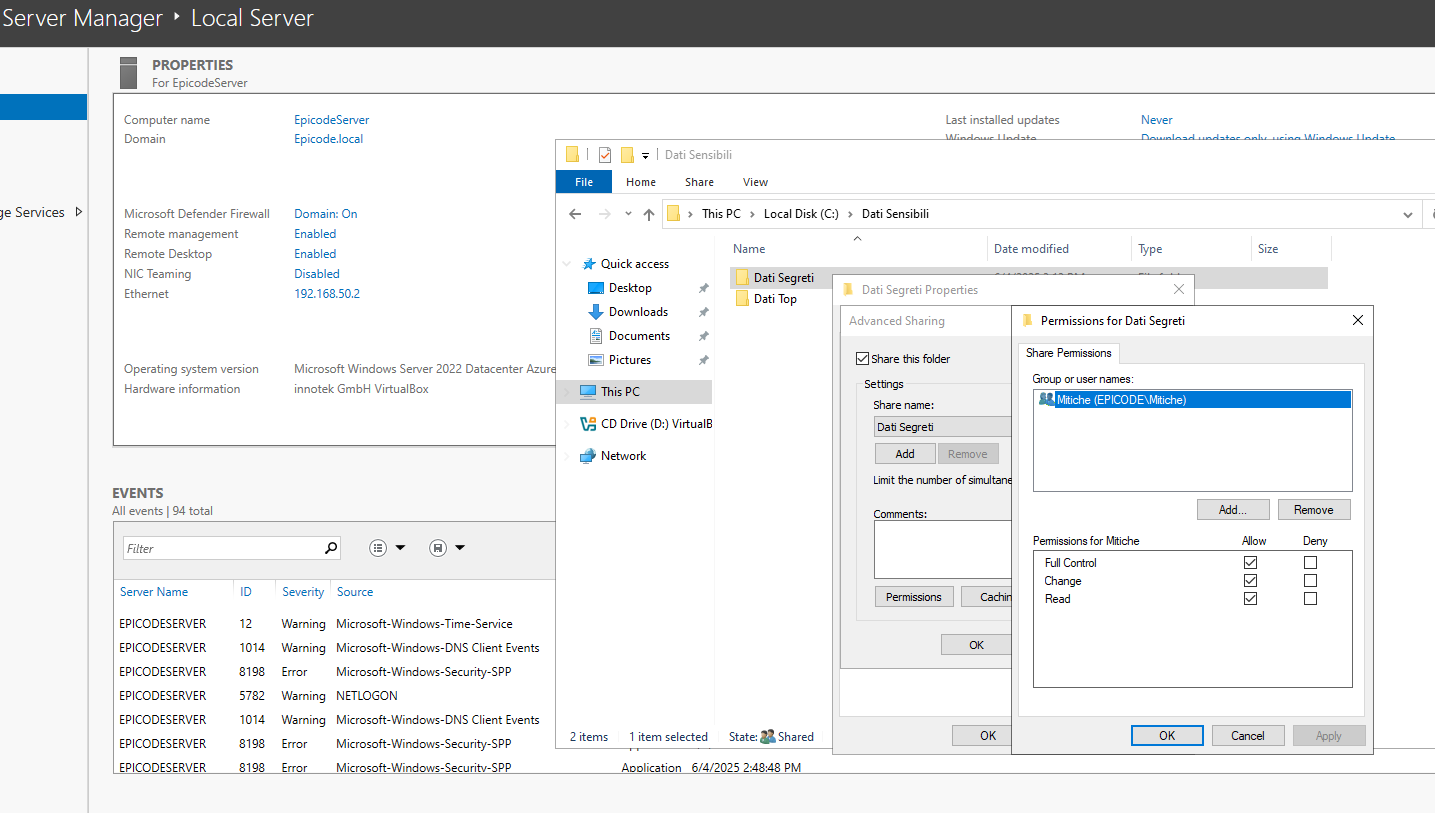 Server Manager ‣ Local Server
PROPERTIES
For EpicodeServer
Computer name EpicodeServer
Domain Epicode.local
Last installed updates Never
Windows Update Download updates only, using Windows Update
ge Services
Microsoft Defender Firewall Domain: On
Remote management Enabled
Remote Desktop Enabled
NIC Teaming Disabled
Ethernet 192.168.50.2
Operating system version Microsoft Windows Server 2022 Datacenter Azure
Hardware information innotek GmbH VirtualBox
EVENTS
All events | 94 total
Filter
Server Name ID Severity Source
EPICODESERVER 12 Warning Microsoft-Windows-Time-Service
EPICODESERVER 1014 Warning Microsoft-Windows-DNS Client Events
EPICODESERVER 8198 Error Microsoft-Windows-Security-SPP
EPICODESERVER 5782 Warning NETLOGON
EPICODESERVER 1014 Warning Microsoft-Windows-DNS Client Events
EPICODESERVER 8198 Error Microsoft-Windows-Security-SPP
EPICODESERVER 8198 Error Microsoft-Windows-Security-SPP Application 6/4/2025 2:48:48 PM
Dati Sensibili
File Home Share View
This PC › Local Disk (C:) › Dati Sensibili
Name Date modified Type Size
Quick access
Desktop
Downloads
Documents
Pictures
This PC
CD Drive (D:) VirtualB
Network
Dati Segreti
Dati Top
2 items 1 item selected State: Shared
Dati Segreti Properties
Advanced Sharing
Share this folder
Settings
Share name:
Dati Segreti
Add Remove
Limit the number of simultane
Comments:
Permissions Cachin
OK
OK
Permissions for Dati Segreti
Share Permissions
Group or user names:
Mitiche (EPICODE\Mitiche)
Add... Remove
Permissions for Mitiche Allow Deny
Full Control
Change
Read
OK Cancel Apply